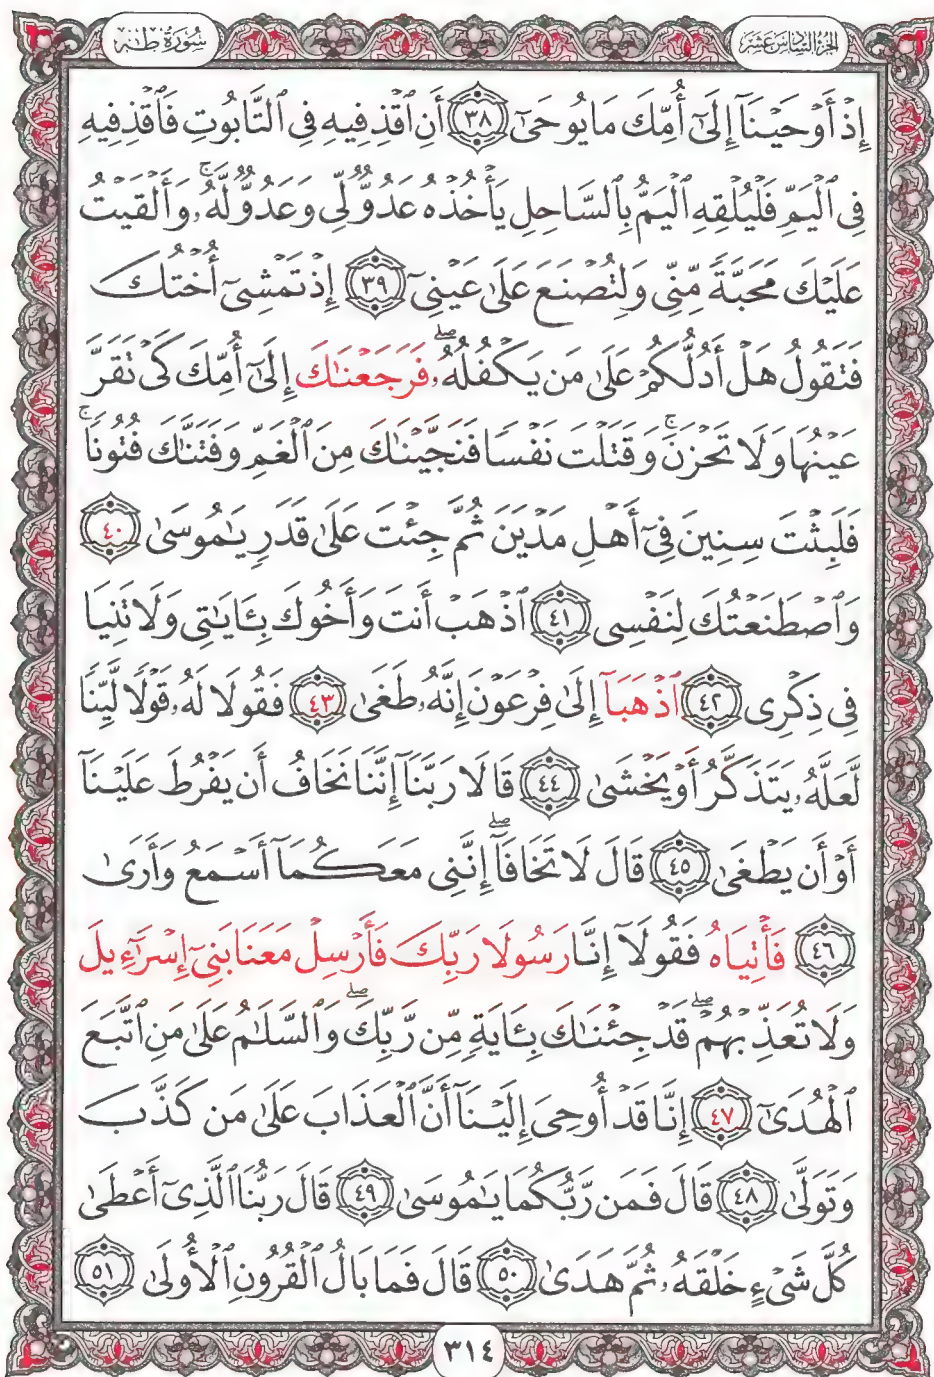 الجزء السادس عشر
سورة طه
إِذْ أَوْحَيْنَآ إِلَىٰٓ أُمِّكَ مَا يُوحَىٰٓ ٣٨ أَنِ ٱقْذِفِيهِ فِى ٱلتَّابُوتِ فَٱقْذِفِيهِ
فِى ٱلْيَمِّ فَلْيُلْقِهِ ٱلْيَمُّ بِٱلسَّاحِلِ يَأْخُذْهُ عَدُوٌّ لِّى وَعَدُوٌّ لَّهُۥۚ وَأَلْقَيْتُ
عَلَيْكَ مَحَبَّةً مِّنِّى وَلِتُصْنَعَ عَلَىٰ عَيْنِىٓ ٣٩ إِذْ تَمْشِىٓ أُخْتُكَ
فَتَقُولُ هَلْ أَدُلُّكُمْ عَلَىٰ مَن يَكْفُلُهُۥۖ فَرَجَعْنَٰكَ إِلَىٰٓ أُمِّكَ كَىْ تَقَرَّ
عَيْنُهَا وَلَا تَحْزَنَۚ وَقَتَلْتَ نَفْسًا فَنَجَّيْنَٰكَ مِنَ ٱلْغَمِّ وَفَتَنَّٰكَ فُتُونًاۚ
فَلَبِثْتَ سِنِينَ فِىٓ أَهْلِ مَدْيَنَ ثُمَّ جِئْتَ عَلَىٰ قَدَرٍ يَٰمُوسَىٰ ٤٠
وَٱصْطَنَعْتُكَ لِنَفْسِى ٤١ ٱذْهَبْ أَنتَ وَأَخُوكَ بِـَٔايَٰتِى وَلَا تَنِيَا
فِى ذِكْرِى ٤٢ ٱذْهَبَآ إِلَىٰ فِرْعَوْنَ إِنَّهُۥ طَغَىٰ ٤٣ فَقُولَا لَهُۥ قَوْلًا لَّيِّنًا
لَّعَلَّهُۥ يَتَذَكَّرُ أَوْ يَخْشَىٰ ٤٤ قَالَا رَبَّنَآ إِنَّنَا نَخَافُ أَن يَفْرُطَ عَلَيْنَآ
أَوْ أَن يَطْغَىٰ ٤٥ قَالَ لَا تَخَافَآۖ إِنَّنِى مَعَكُمَآ أَسْمَعُ وَأَرَىٰ
٤٦ فَأْتِيَاهُ فَقُولَآ إِنَّا رَسُولَا رَبِّكَ فَأَرْسِلْ مَعَنَا بَنِىٓ إِسْرَٰٓءِيلَ
وَلَا تُعَذِّبْهُمْۖ قَدْ جِئْنَٰكَ بِـَٔايَةٍ مِّن رَّبِّكَۖ وَٱلسَّلَٰمُ عَلَىٰ مَنِ ٱتَّبَعَ
ٱلْهُدَىٰٓ ٤٧ إِنَّا قَدْ أُوحِىَ إِلَيْنَآ أَنَّ ٱلْعَذَابَ عَلَىٰ مَن كَذَّبَ
وَتَوَلَّىٰ ٤٨ قَالَ فَمَن رَّبُّكُمَا يَٰمُوسَىٰ ٤٩ قَالَ رَبُّنَا ٱلَّذِىٓ أَعْطَىٰ
كُلَّ شَىْءٍ خَلْقَهُۥ ثُمَّ هَدَىٰ ٥٠ قَالَ فَمَا بَالُ ٱلْقُرُونِ ٱلْأُولَىٰ ٥١
٣١٤